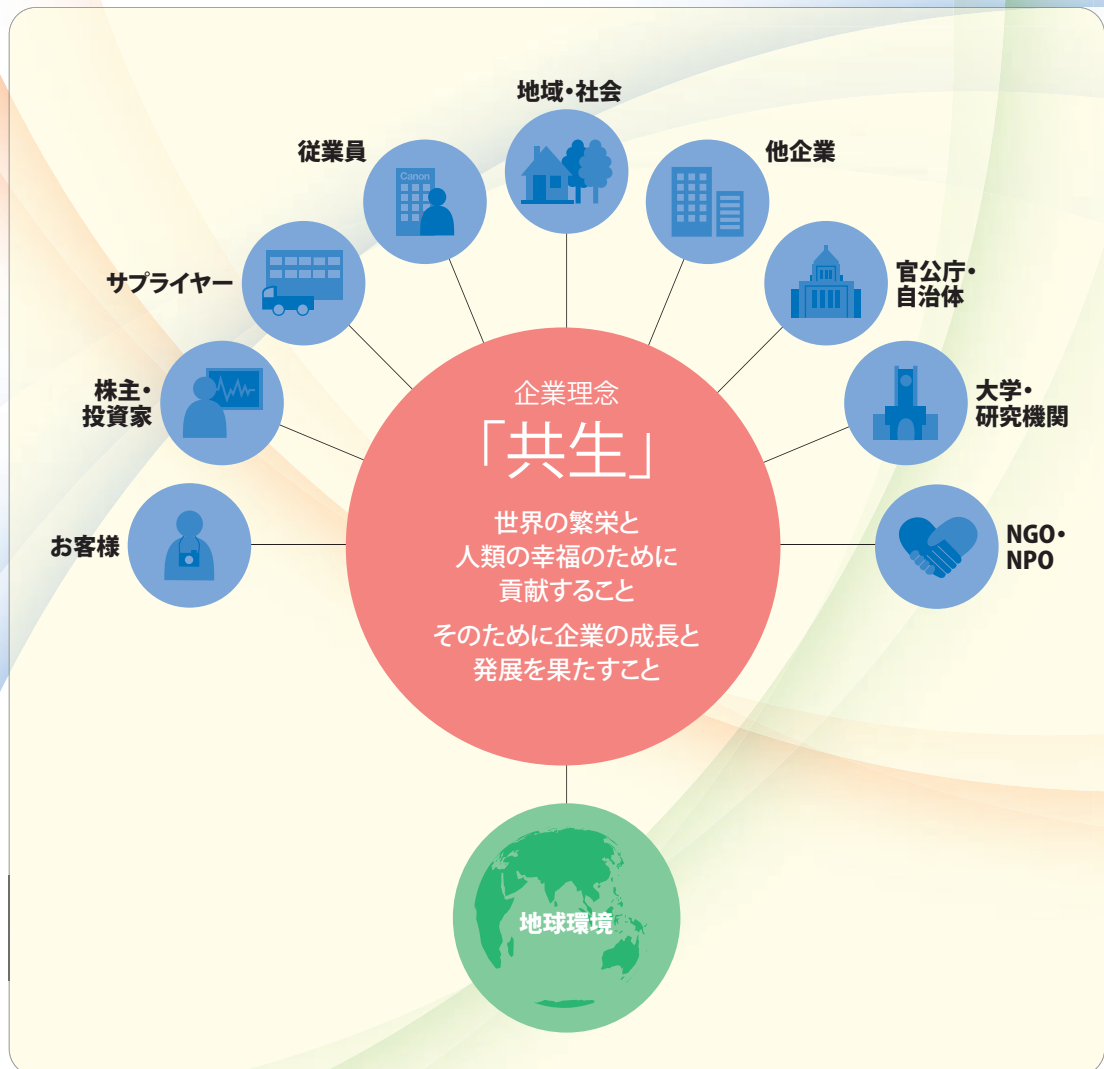 地域・社会
従業員
Canon
他企業
サプライヤー
官公庁・
自治体
株主・
投資家
大学・
研究機関
お客様
NGO・
NPO
企業理念
「共生」
世界の繁栄と
人類の幸福のために
貢献すること
そのために企業の成長と
発展を果たすこと
地球環境